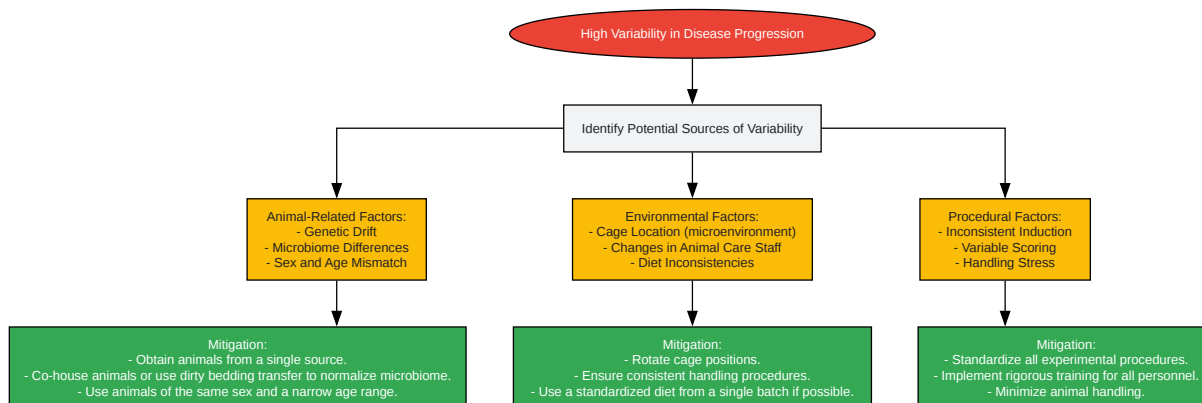 High Variability in Disease Progression
Identify Potential Sources of Variability
Animal-Related Factors:
- Genetic Drift
- Microbiome Differences
- Sex and Age Mismatch
Environmental Factors:
- Cage Location (microenvironment)
- Changes in Animal Care Staff
- Diet Inconsistencies
Procedural Factors:
- Inconsistent Induction
- Variable Scoring
- Handling Stress
Mitigation:
- Obtain animals from a single source.
- Co-house animals or use dirty bedding transfer to normalize microbiome.
- Use animals of the same sex and a narrow age range.
Mitigation:
- Rotate cage positions.
- Ensure consistent handling procedures.
- Use a standardized diet from a single batch if possible.
Mitigation:
- Standardize all experimental procedures.
- Implement rigorous training for all personnel.
- Minimize animal handling.